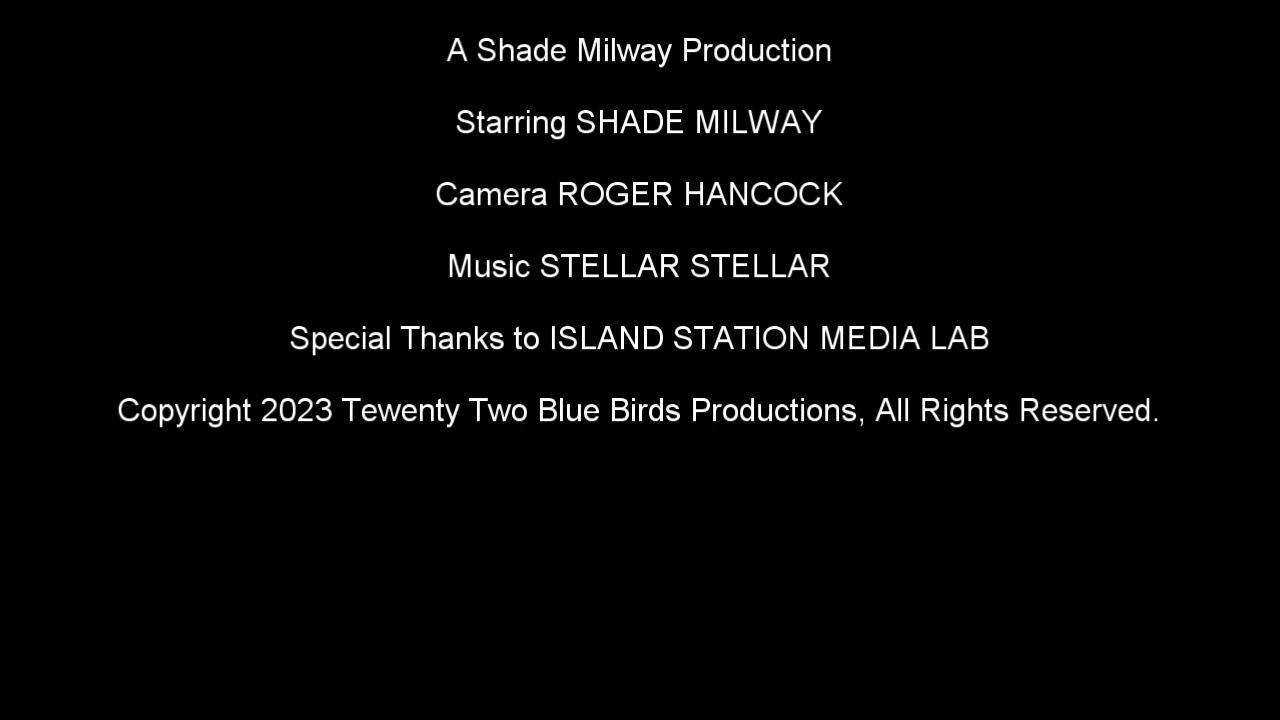 A Shade Milway Production
Starring SHADE MILWAY
Camera ROGER HANCOCK
Music STELLAR STELLAR
Special Thanks to ISLAND STATION MEDIA LAB
Copyright 2023 Tewenty Two Blue Birds Productions, All Rights Reserved.